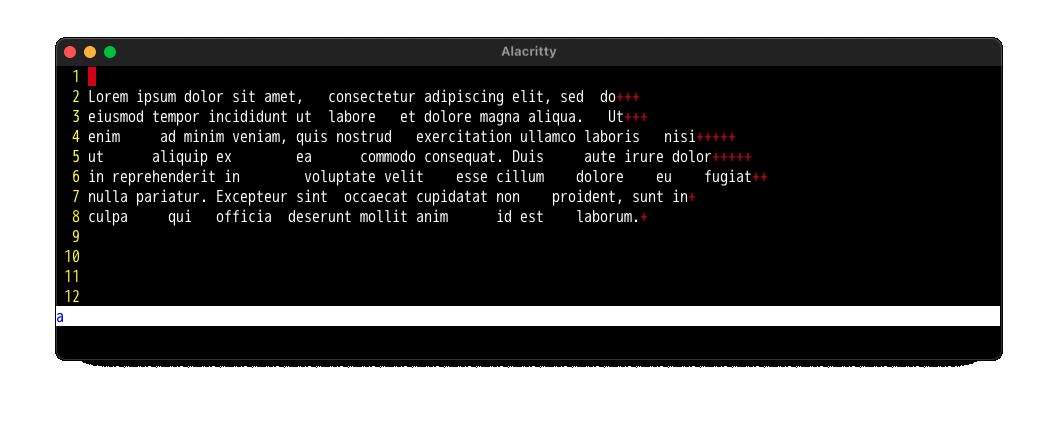 Alacritty
1
2 Lorem ipsum dolor sit amet,   consectetur adipiscing elit, sed  do+++
3 eiusmod tempor incididunt ut  labore   et dolore magna aliqua.   Ut+++
4 enim     ad minim veniam, quis nostrud   exercitation ullamco laboris   nisi+++++
5 ut      aliquip ex        ea      commodo consequat. Duis     aute irure dolor+++++
6 in reprehenderit in        voluptate velit    esse cillum    dolore    eu    fugiat++
7 nulla pariatur. Excepteur sint  occaecat cupidatat non    proident, sunt in+
8 culpa     qui   officia  deserunt mollit anim      id est    laborum.+
9
10
11
12
a